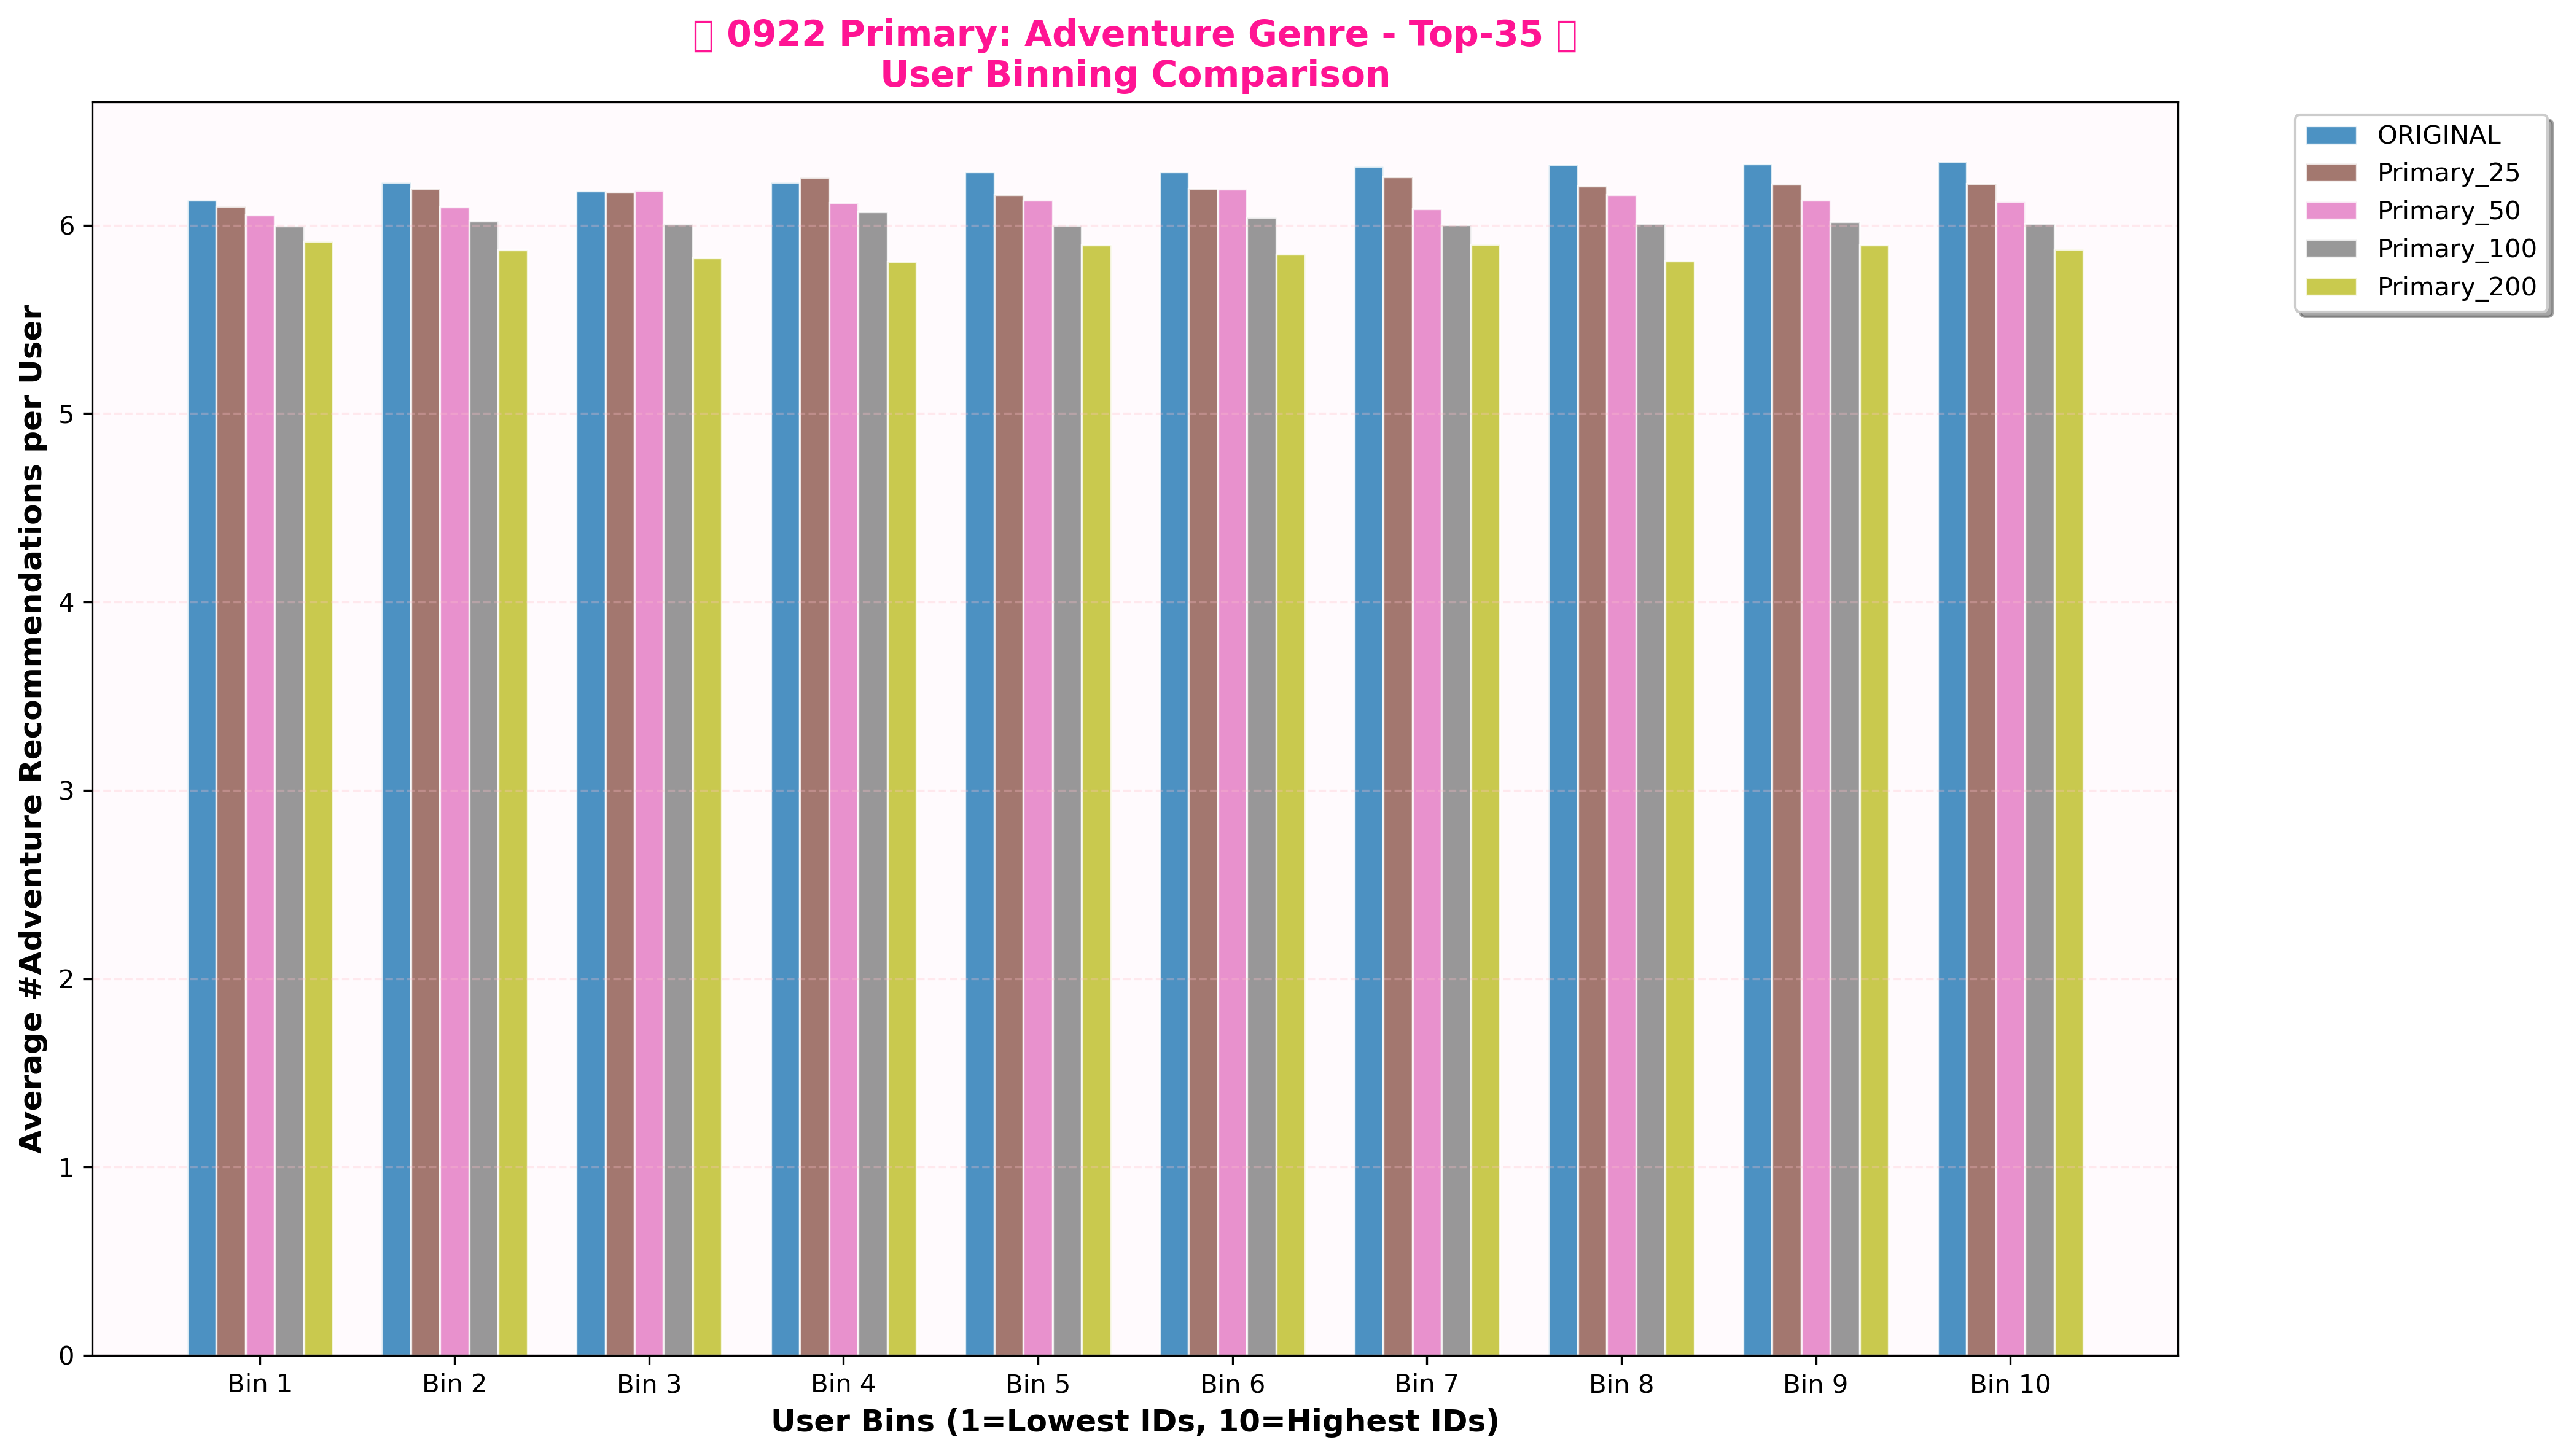 0922 Primary: Adventure Genre - Top-35
User Binning Comparison
ORIGINAL
Primary_25
Primary_50
Primary_100
Primary_200
Average #Adventure Recommendations per User
6
5
4
3
2
1
0
Bin 1
Bin 2
Bin 3
Bin 4
Bin 5
Bin 6
Bin 7
Bin 8
Bin 9
Bin 10
User Bins (1=Lowest IDs, 10=Highest IDs)